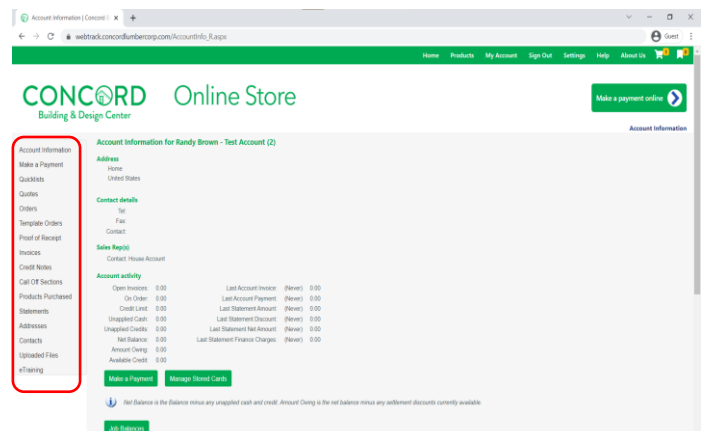 Account Information | Concord
webtrack.concordlumbercorp.com/AccountInfo_R.aspx
Guest
Home Products My Account Sign Out Settings Help About Us
CONCORD
Building & Design Center
Online Store
Make a payment online
Account Information
Account Information
Make a Payment
Quicklists
Quotes
Orders
Template Orders
Proof of Receipt
Invoices
Credit Notes
Call Off Sections
Products Purchased
Statements
Addresses
Contacts
Uploaded Files
eTraining
Account Information for Randy Brown - Test Account (2)
Address
Home
United States
Contact details
Tel:
Fax:
Contact:
Sales Rep(s)
Contact: House Account
Account activity
Open Invoices: 0.00 Last Account Invoice: (Never) 0.00
On Order: 0.00 Last Account Payment: (Never) 0.00
Credit Limit: 0.00 Last Statement Amount: (Never) 0.00
Unapplied Cash: 0.00 Last Statement Discount: (Never) 0.00
Unapplied Credits: 0.00 Last Statement Net Amount: (Never) 0.00
Net Balance: 0.00 Last Statement Finance Charges: (Never) 0.00
Amount Owing: 0.00
Available Credit: 0.00
Make a Payment Manage Stored Cards
Net Balance is the Balance minus any unapplied cash and credit. Amount Owing is the net balance minus any settlement discounts currently available.
Job Balances